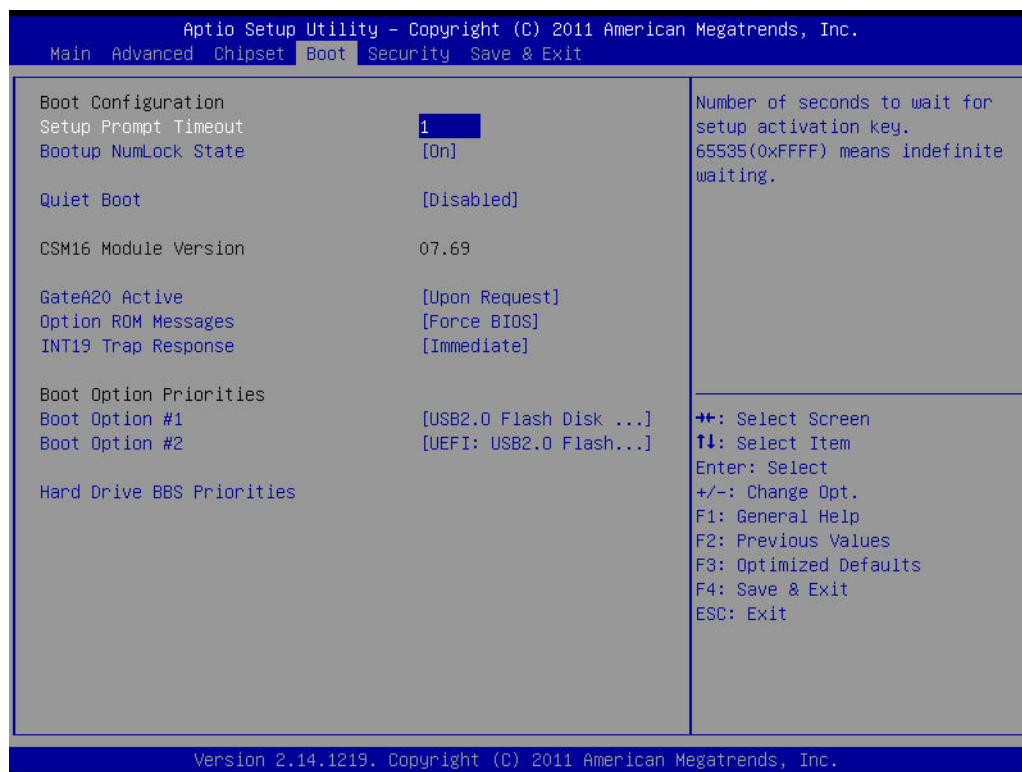 Aptio Setup Utility – Copyright (C) 2011 American Megatrends, Inc.
Main Advanced Chipset Boot Security Save & Exit
Boot Configuration
Setup Prompt Timeout 1
Bootup NumLock State [On]
Quiet Boot [Disabled]
CSM16 Module Version 07.69
GateA20 Active [Upon Request]
Option ROM Messages [Force BIOS]
INT19 Trap Response [Immediate]
Boot Option Priorities
Boot Option #1 [USB2.0 Flash Disk ...]
Boot Option #2 [UEFI: USB2.0 Flash...]
Hard Drive BBS Priorities
Number of seconds to wait for
setup activation key.
65535(0xFFFF) means indefinite
waiting.
→←: Select Screen
↑↓: Select Item
Enter: Select
+/-: Change Opt.
F1: General Help
F2: Previous Values
F3: Optimized Defaults
F4: Save & Exit
ESC: Exit
Version 2.14.1219. Copyright (C) 2011 American Megatrends, Inc.